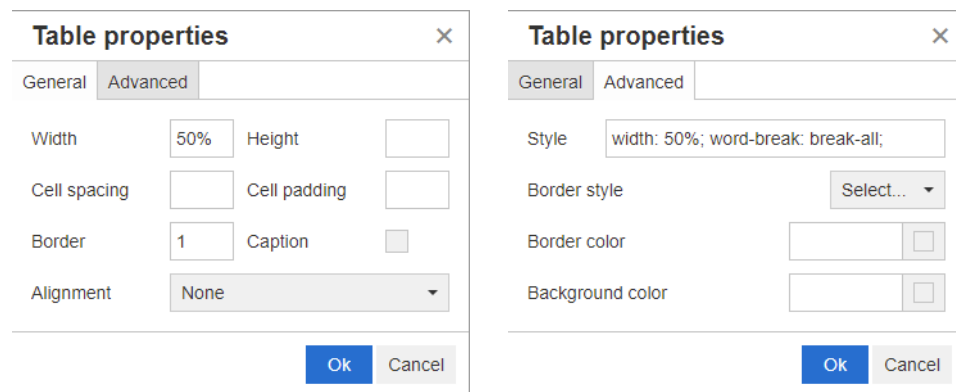 Table properties ×
General Advanced
Width 50% Height
Cell spacing Cell padding
Border 1 Caption
Alignment None
Ok Cancel
Table properties ×
General Advanced
Style width: 50%; word-break: break-all;
Border style Select...
Border color
Background color
Ok Cancel